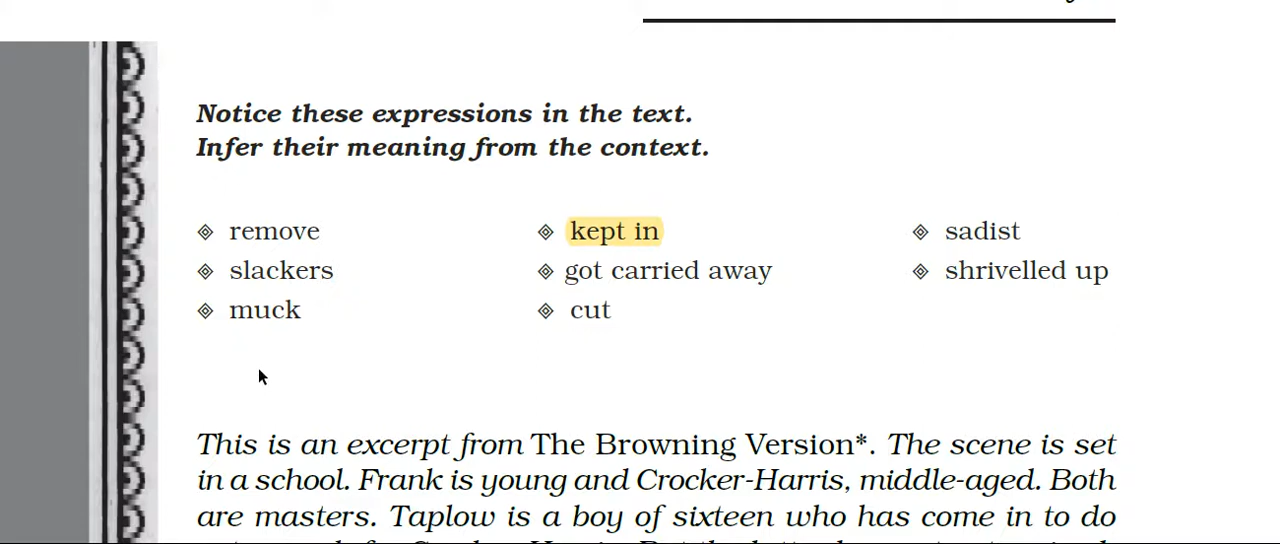 Notice these expressions in the text.
Infer their meaning from the context.
remove kept in sadist
slackers got carried away shrivelled up
muck cut
This is an excerpt from The Browning Version*. The scene is set
in a school. Frank is young and Crocker-Harris, middle-aged. Both
are masters. Taplow is a boy of sixteen who has come in to do